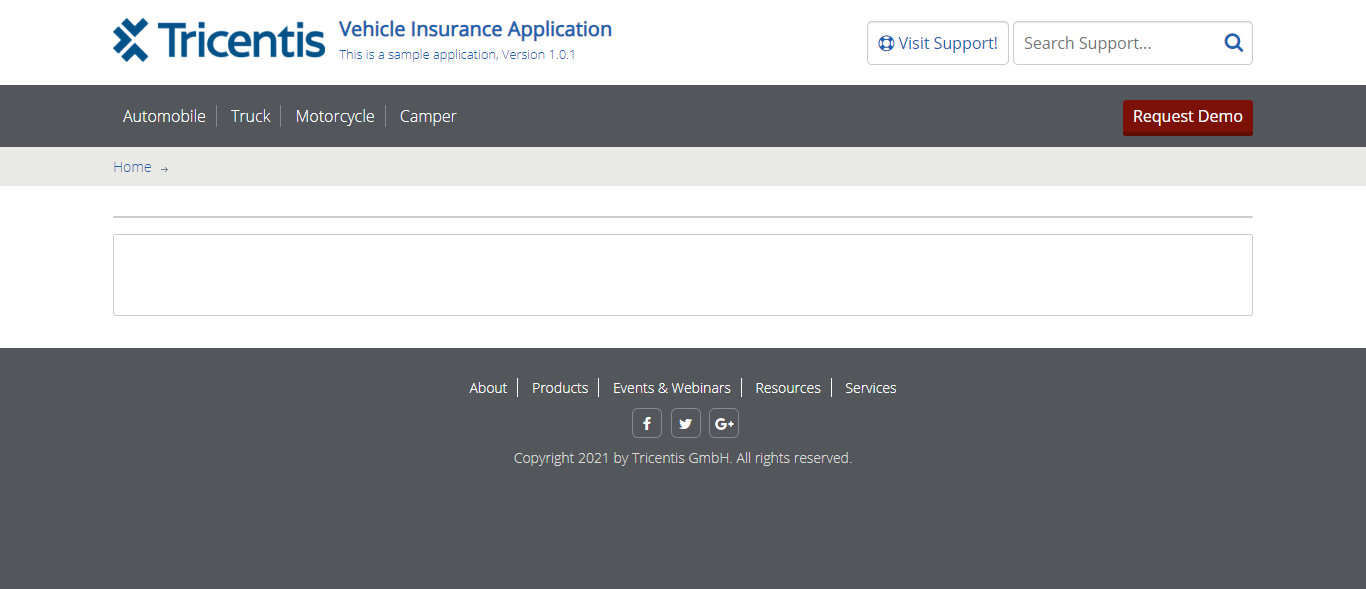 Tricentis
Vehicle Insurance Application
This is a sample application, Version 1.0.1
Visit Support!
Search Support...
Automobile
Truck
Motorcycle
Camper
Request Demo
Home →
About
Products
Events & Webinars
Resources
Services
f
G+
Copyright 2021 by Tricentis GmbH. All rights reserved.